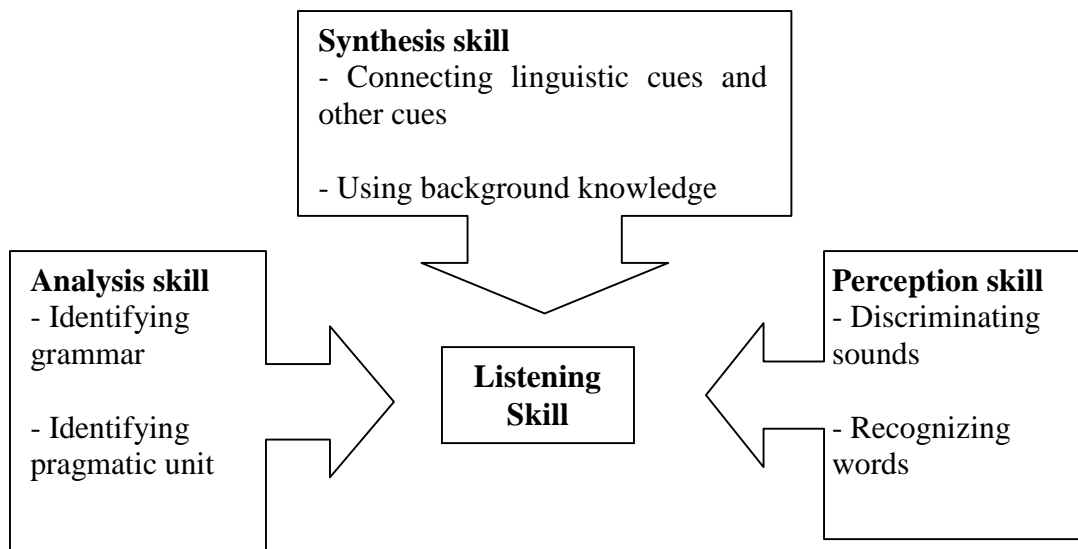 Synthesis skill
- Connecting linguistic cues and
other cues
- Using background knowledge
Analysis skill
- Identifying
grammar
- Identifying
pragmatic unit
Listening
Skill
Perception skill
- Discriminating
sounds
- Recognizing
words